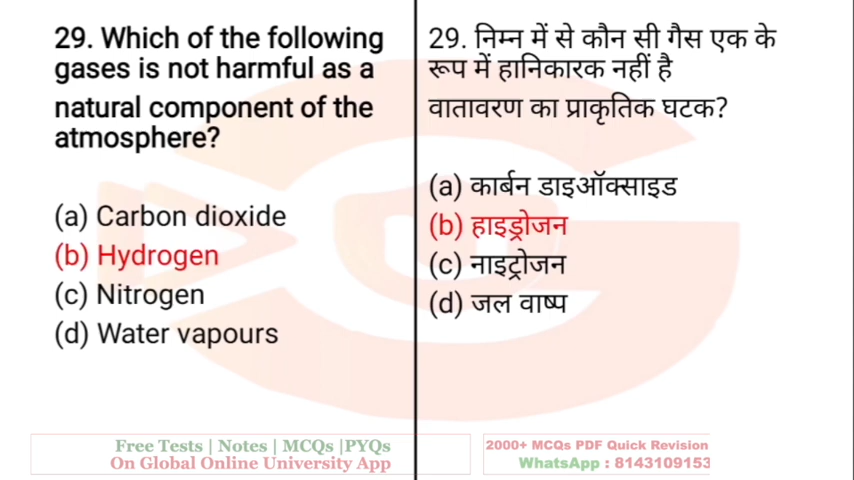 29. Which of the following
gases is not harmful as a
natural component of the
atmosphere?
(a) Carbon dioxide
(b) Hydrogen
(c) Nitrogen
(d) Water vapours
29. निम्न में से कौन सी गैस एक के
रूप में हानिकारक नहीं है
वातावरण का प्राकृतिक घटक?
(a) कार्बन डाइऑक्साइड
(b) हाइड्रोजन
(c) नाइट्रोजन
(d) जल वाष्प
Free Tests | Notes | MCQs |PYQs
On Global Online University App
2000+ MCQs PDF Quick Revision
WhatsApp : 8143109153